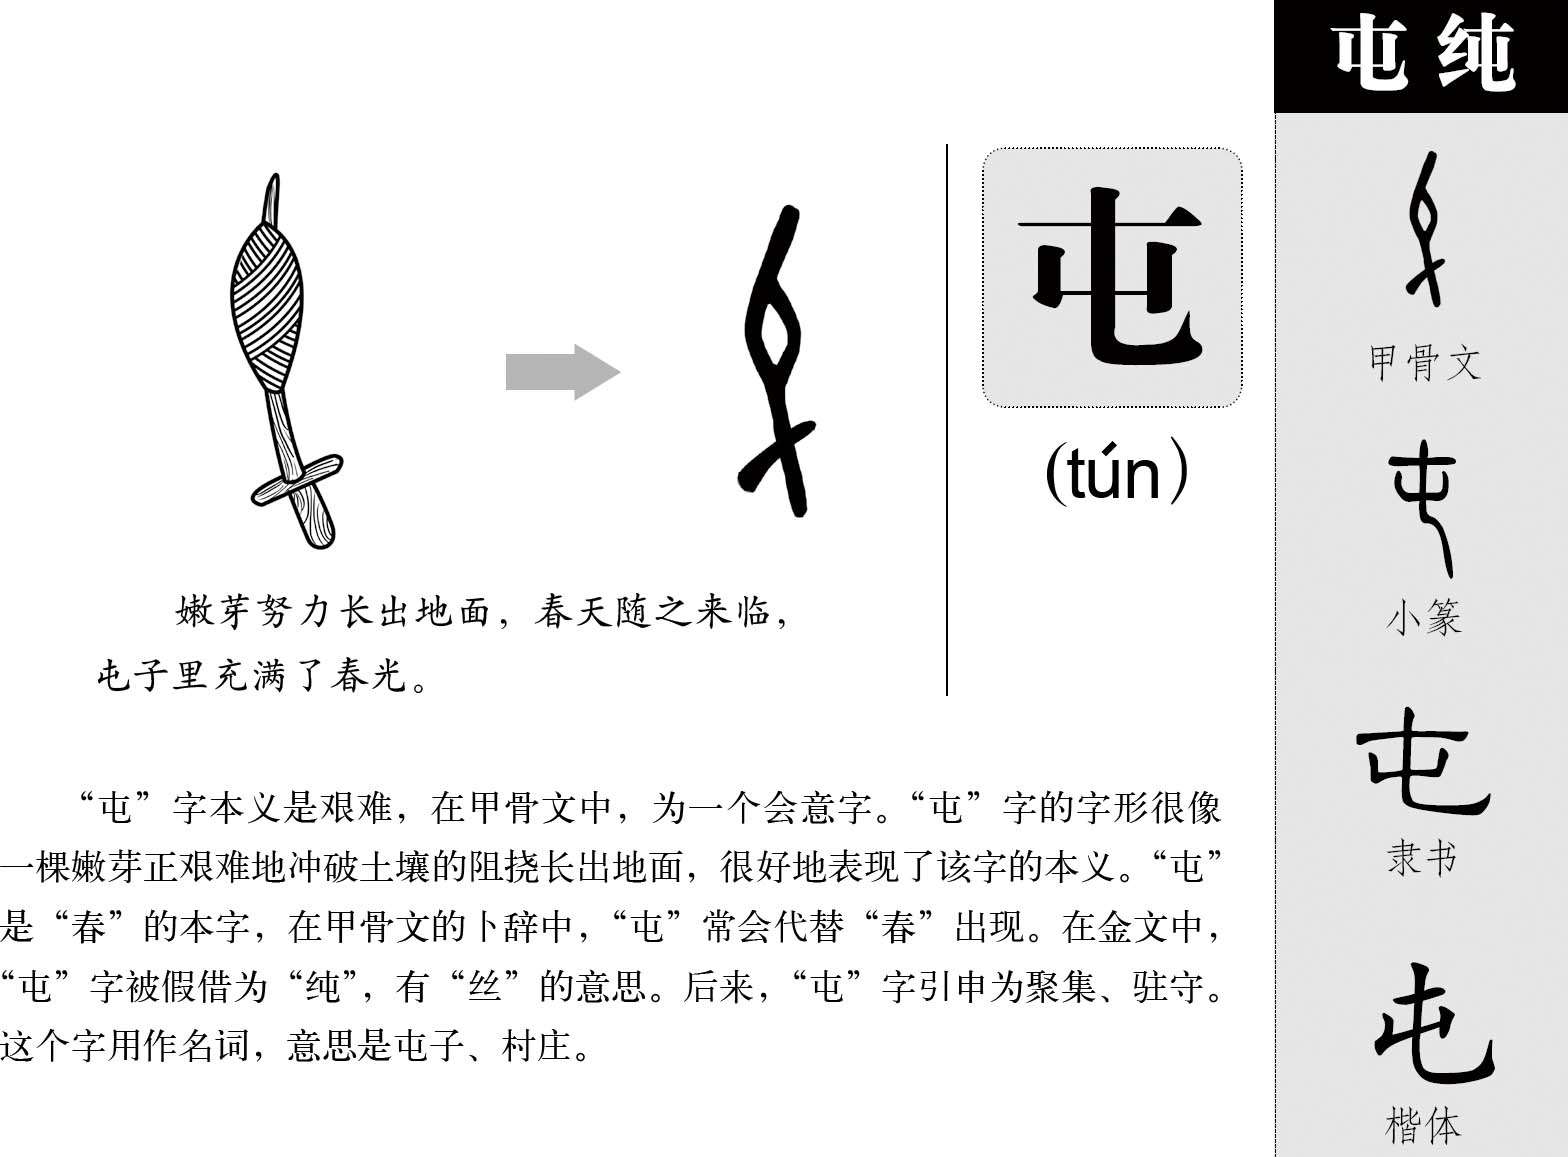 屯 纯
屯
(tún)
嫩芽努力长出地面，春天随之来临，
屯子里充满了春光。
“屯”字本义是艰难，在甲骨文中，为一个会意字。“屯”字的字形很像
一棵嫩芽正艰难地冲破土壤的阻挠长出地面，很好地表现了该字的本义。“屯”
是“春”的本字，在甲骨文的卜辞中，“屯”常会代替“春”出现。在金文中，
“屯”字被假借为“纯”，有“丝”的意思。后来，“屯”字引申为聚集、驻守。
这个字用作名词，意思是屯子、村庄。
甲骨文
屯
小篆
屯
隶书
屯
楷体